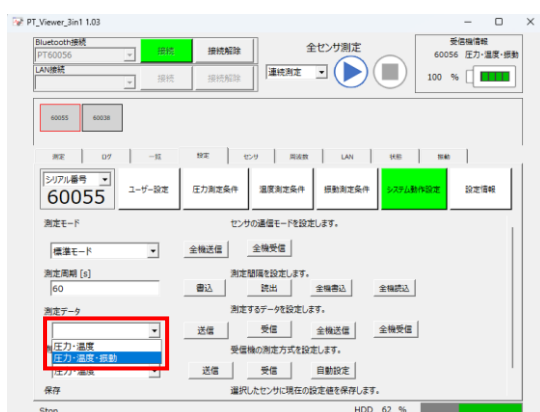 PT_Viewer_3in1 1.03
Bluetooth接続
PT60056
接続
接続解除
LAN接続
接続
接続解除
全センサ測定
連続測定
受信機情報
60056 圧力・温度・振動
100 %
60055 60038
測定 ログ 一覧 設定 センサ 周波数 LAN 状態 振動
シリアル番号
60055
ユーザー設定 圧力測定条件 温度測定条件 振動測定条件 システム動作設定 設定情報
測定モード センサの通信モードを設定します。
標準モード 全機送信 全機受信
測定周期 [s] 測定間隔を設定します。
60 書込 読出 全機書込 全機読込
測定データ 測定するデータを設定します。
送信 受信 全機送信 全機受信
圧力・温度
圧力・温度・振動
受信機の測定方式を設定します。
圧力・温度 送信 受信 自動設定
保存 選択したセンサに現在の設定値を保存します。
Stop HDD 62 %